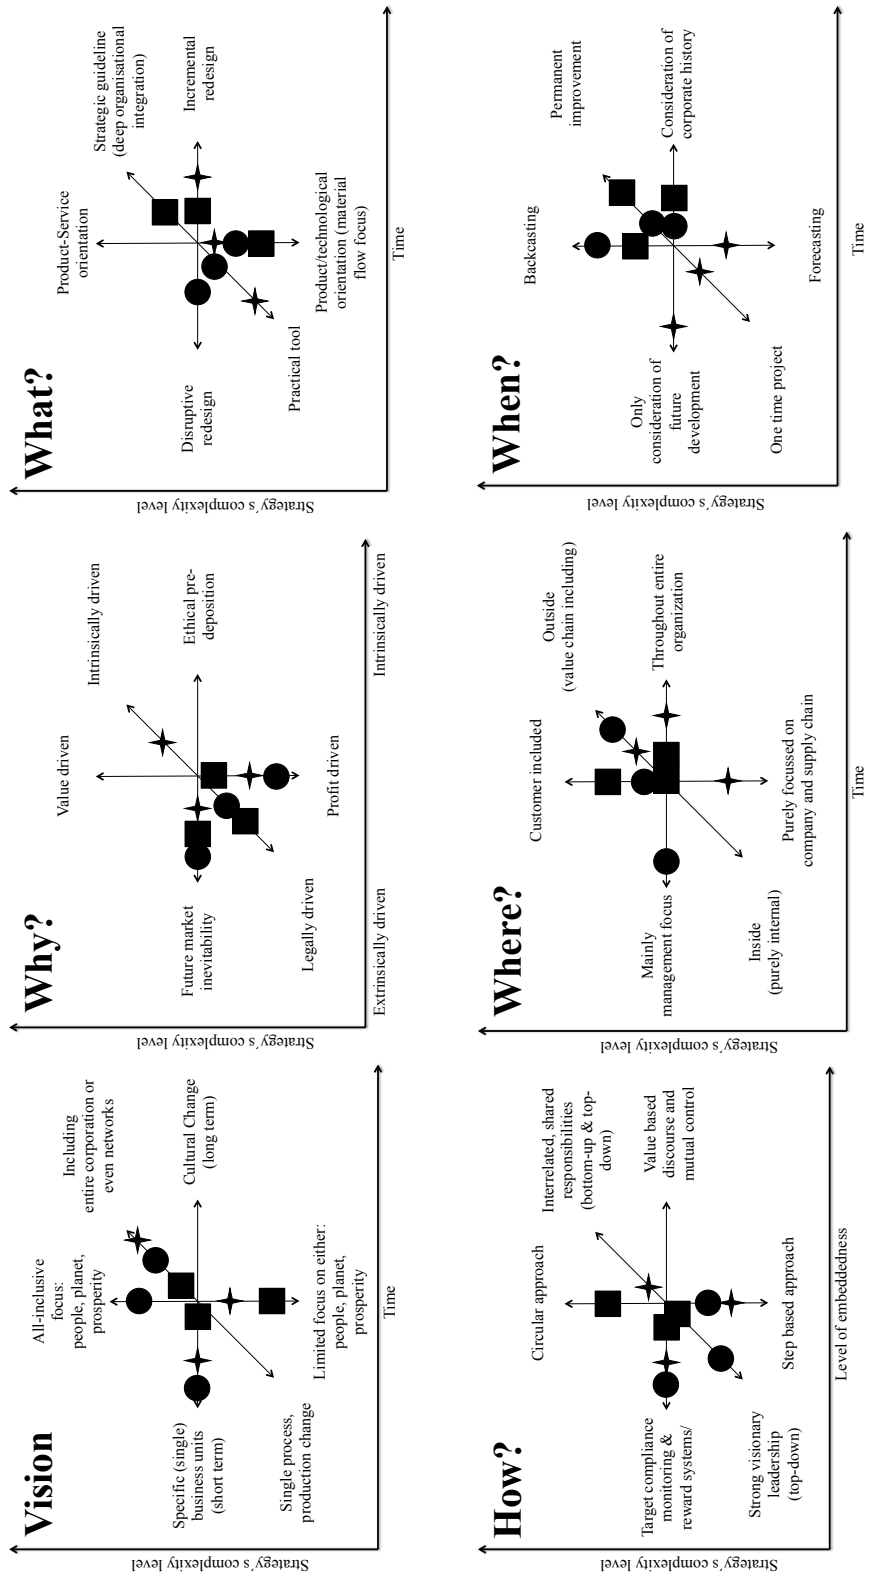 Vision
All-inclusive
focus:
people, planet,
prosperity
Including
entire corporation or
even networks
Specific (single)
business units
(short term)
Cultural Change
(long term)
Single process,
production change
Limited focus on either:
people, planet,
prosperity
Strategy´s complexity level
Time
Why?
Value driven
Intrinsically driven
Future market
inevitability
Ethical pre-
deposition
Legally driven
Profit driven
Strategy´s complexity level
Extrinsically driven
Intrinsically driven
What?
Product-Service
orientation
Strategic guideline
(deep organisational
integration)
Disruptive
redesign
Incremental
redesign
Practical tool
Product/technological
orientation (material
flow focus)
Strategy´s complexity level
Time
How?
Circular approach
Interrelated, shared
responsibilities
(bottom-up & top-
down)
Target compliance
monitoring &
reward systems/
Value based
discourse and
mutual control
Strong visionary
leadership
(top-down)
Step based approach
Strategy´s complexity level
Level of embeddedness
Where?
Customer included
Outside
(value chain including)
Mainly
management focus
Throughout entire
organization
Inside
(purely internal)
Purely focussed on
company and supply chain
Strategy´s complexity level
Time
When?
Backcasting
Permanent
improvement
Only
consideration of
future
development
Consideration of
corporate history
One time project
Forecasting
Strategy´s complexity level
Time